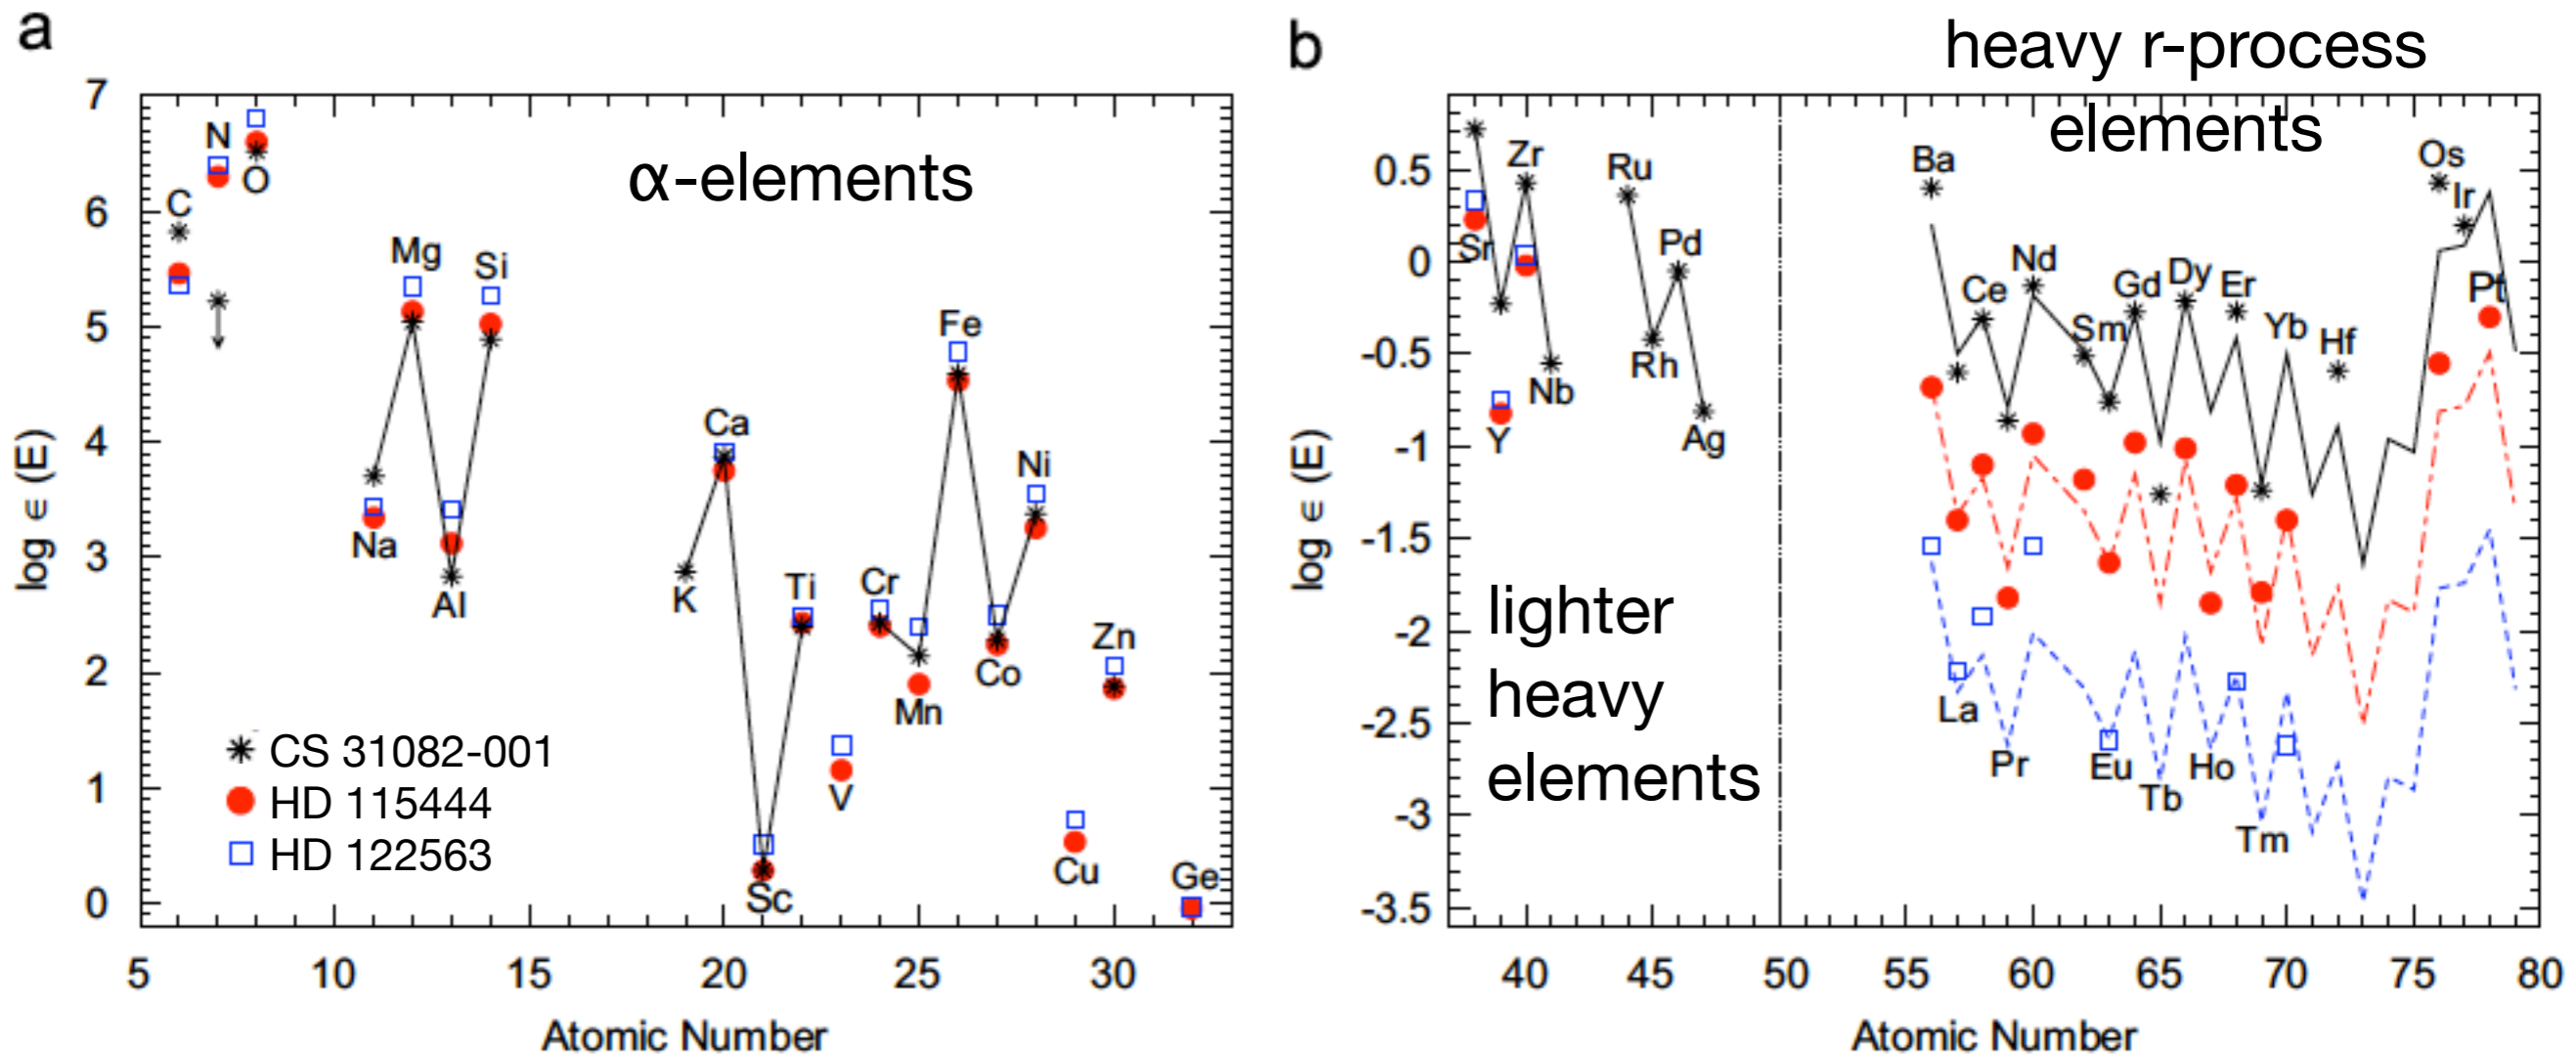 a
7
6
5
4
3
2
1
0
log ϵ (E)
C
N
O
α-elements
Mg
Si
Na
Al
Ca
K
Sc
Ti
V
Cr
Mn
Fe
Co
Ni
Cu
Zn
Ge
CS 31082-001
HD 115444
HD 122563
5
10
15
20
25
30
Atomic Number
b
heavy r-process
elements
0.5
0
-0.5
-1
-1.5
-2
-2.5
-3
-3.5
log ϵ (E)
Sr
Y
Zr
Nb
Ru
Rh
Pd
Ag
lighter
heavy
elements
Ba
La
Ce
Pr
Nd
Sm
Eu
Gd
Tb
Dy
Ho
Er
Tm
Yb
Hf
Os
Ir
Pt
40
45
50
55
60
65
70
75
80
Atomic Number